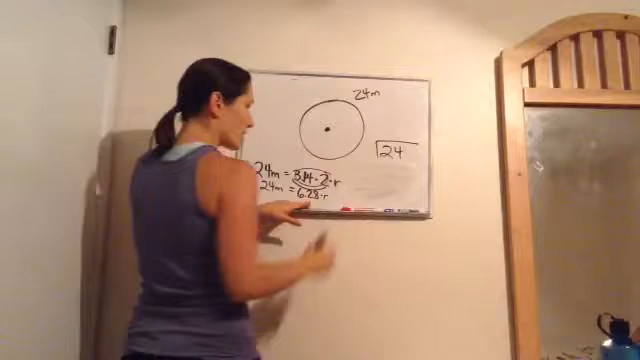 24m
24
24m = 3.14 · 2 · r
24m = 6.28 · r